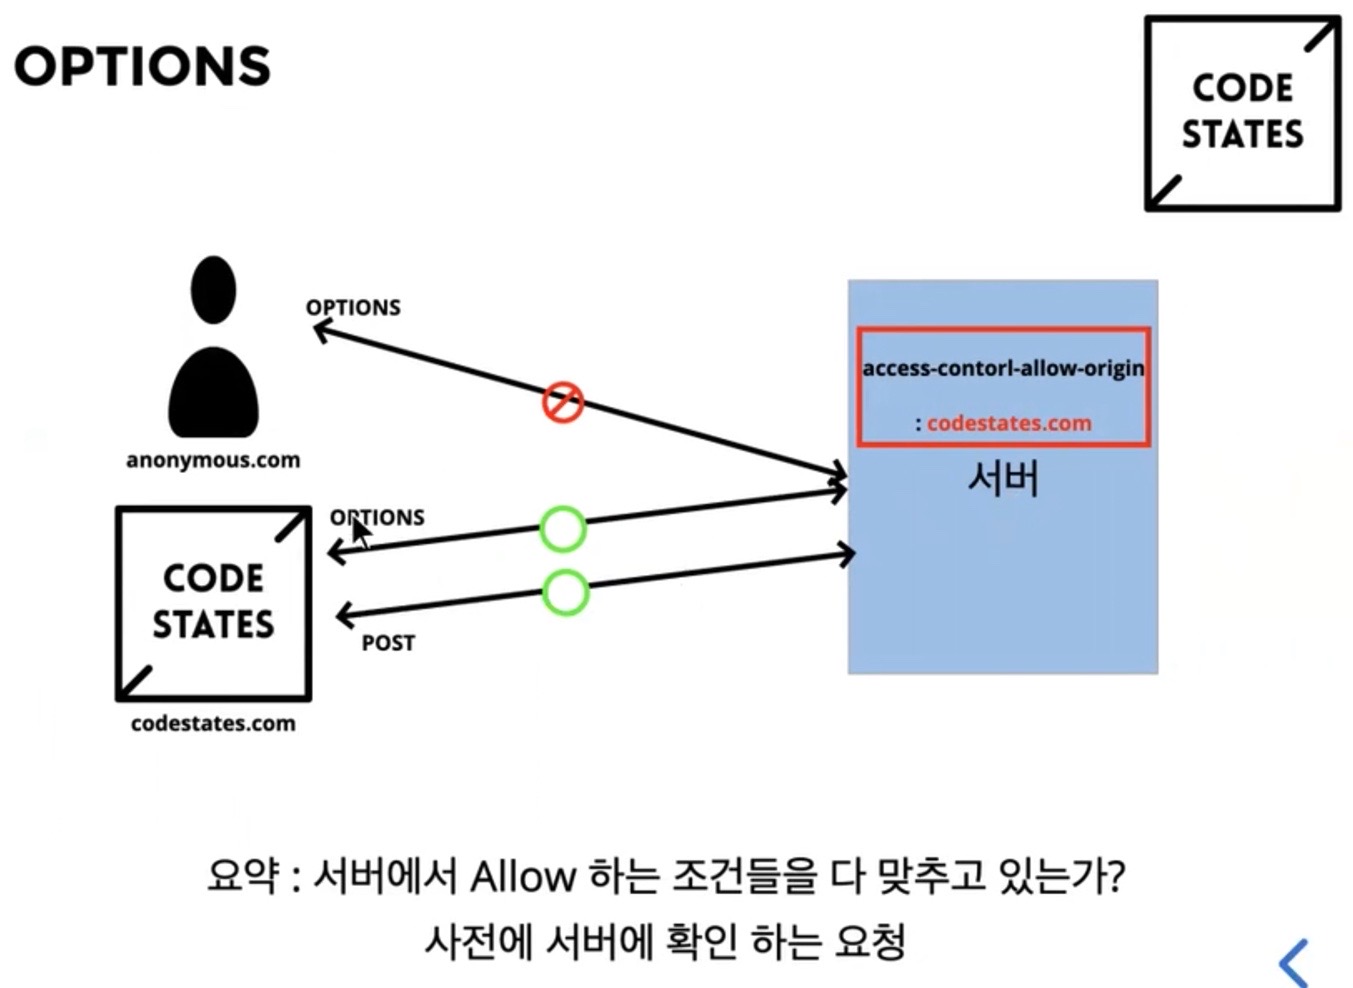 OPTIONS
CODE
STATES
OPTIONS
anonymous.com
access-contorl-allow-origin
: codestates.com
서버
OPTIONS
CODE
STATES
POST
codestates.com
요약 : 서버에서 Allow 하는 조건들을 다 맞추고 있는가?
사전에 서버에 확인 하는 요청